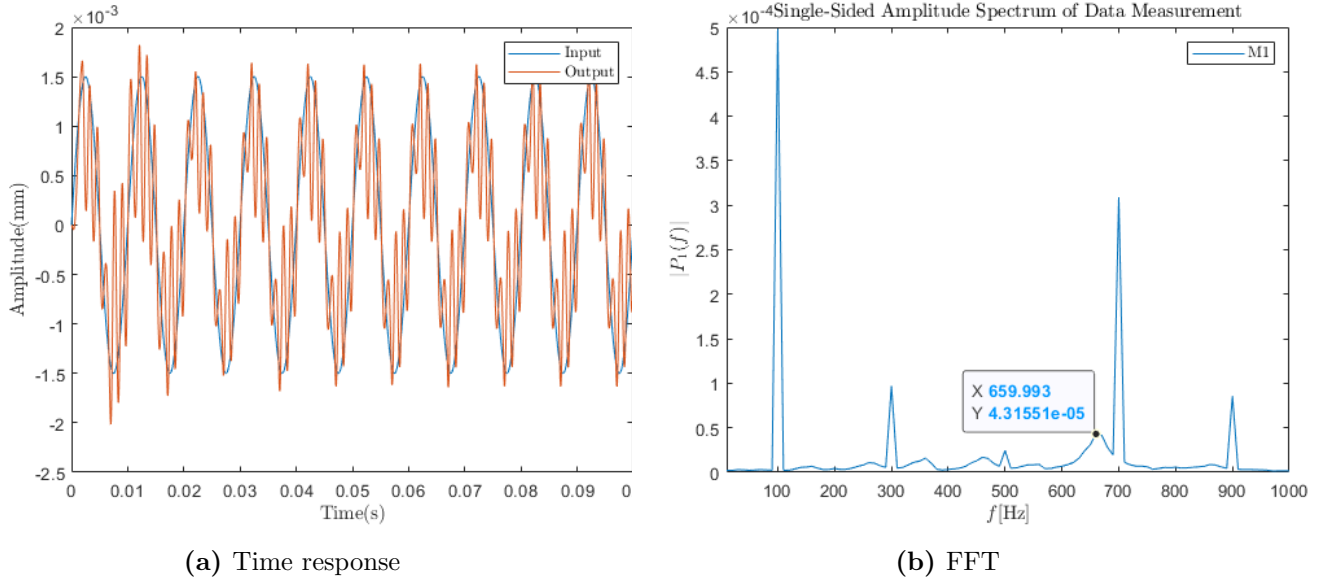 ×10⁻³
2
1.5
1
0.5
0
-0.5
-1
-1.5
-2
-2.5
Amplitude(mm)
Input
Output
0 0.01 0.02 0.03 0.04 0.05 0.06 0.07 0.08 0.09 0
Time(s)
(a) Time response
×10⁻⁴ Single-Sided Amplitude Spectrum of Data Measurement
5
4.5
4
3.5
3
2.5
2
1.5
1
0.5
0
|P₁(f)|
M1
X 659.993
Y 4.31551e-05
100 200 300 400 500 600 700 800 900 1000
f[Hz]
(b) FFT